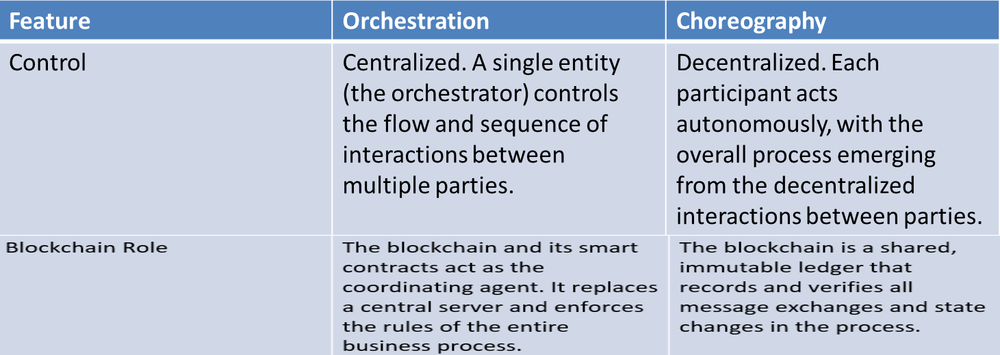 Feature
Orchestration
Choreography
Control
Centralized. A single entity
(the orchestrator) controls
the flow and sequence of
interactions between
multiple parties.
Decentralized. Each
participant acts
autonomously, with the
overall process emerging
from the decentralized
interactions between parties.
Blockchain Role
The blockchain and its smart
contracts act as the
coordinating agent. It replaces
a central server and enforces
the rules of the entire
business process.
The blockchain is a shared,
immutable ledger that
records and verifies all
message exchanges and state
changes in the process.